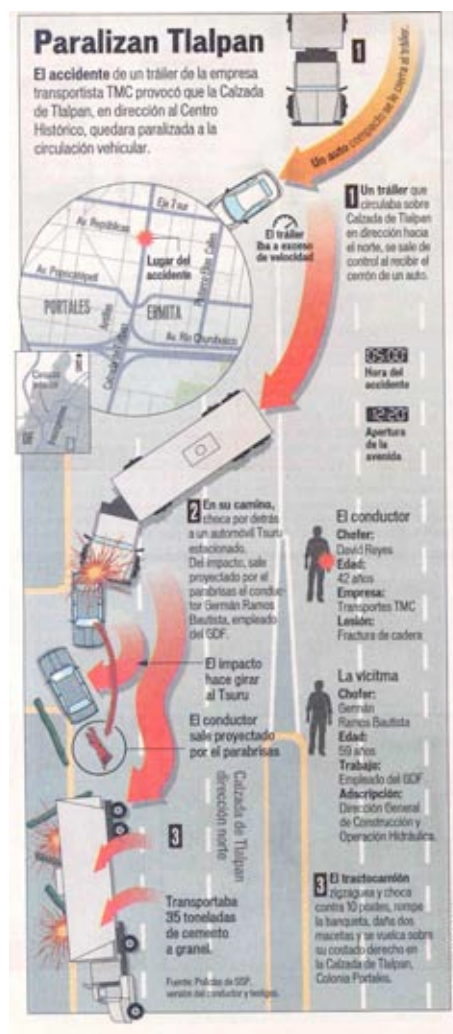 Paralizan Tlalpan
El accidente de un tráiler de la empresa
transportista TMC provocó que la Calzada
de Tlalpan, en dirección al Centro
Histórico, quedara paralizada a la
circulación vehicular.
1
Un auto compacto se le cierra al tráiler.
1 Un tráiler que
circulaba sobre
Calzada de Tlalpan
en dirección hacia
el norte, se sale de
control al recibir el
cerrón de un auto.
El tráiler
iba a exceso
de velocidad
Eje 7 sur
Av. Repúblicas
Lugar del
accidente
Av. Popocatépetl
PORTALES
ERMITA
Av. Río Churubusco
Calzada de Tlalpan
05:00
Hora del
accidente
12:20
Apertura
de la
avenida
2 En su camino,
choca por detrás
a un automóvil Tsuru
estacionado.
Del impacto, sale
proyectado por el
parabrisas el conduc-
tor Germán Ramos
Bautista, empleado
del GDF.
El conductor
Chofer:
David Reyes
Edad:
42 años
Empresa:
Transportes TMC
Lesión:
Fractura de cadera
El impacto
hace girar
al Tsuru
El conductor
sale proyectado
por el parabrisas
La vícitma
Chofer:
Germán
Ramos Bautista
Edad:
59 años
Trabajo:
Empleado del GDF
Adscripción:
Dirección General
de Construcción y
Operación Hidráulica.
Calzada de Tlalpan
dirección norte
3
Transportaba
35 toneladas
de cemento
a granel.
3 El tractocamión
zigzaguea y choca
contra 10 postes, rompe
la banqueta, daña dos
macetas y se vuelca sobre
su costado derecho en
la Calzada de Tlalpan,
Colonia Portales.
Fuente: Policías de SSP,
versión del conductor y testigos.